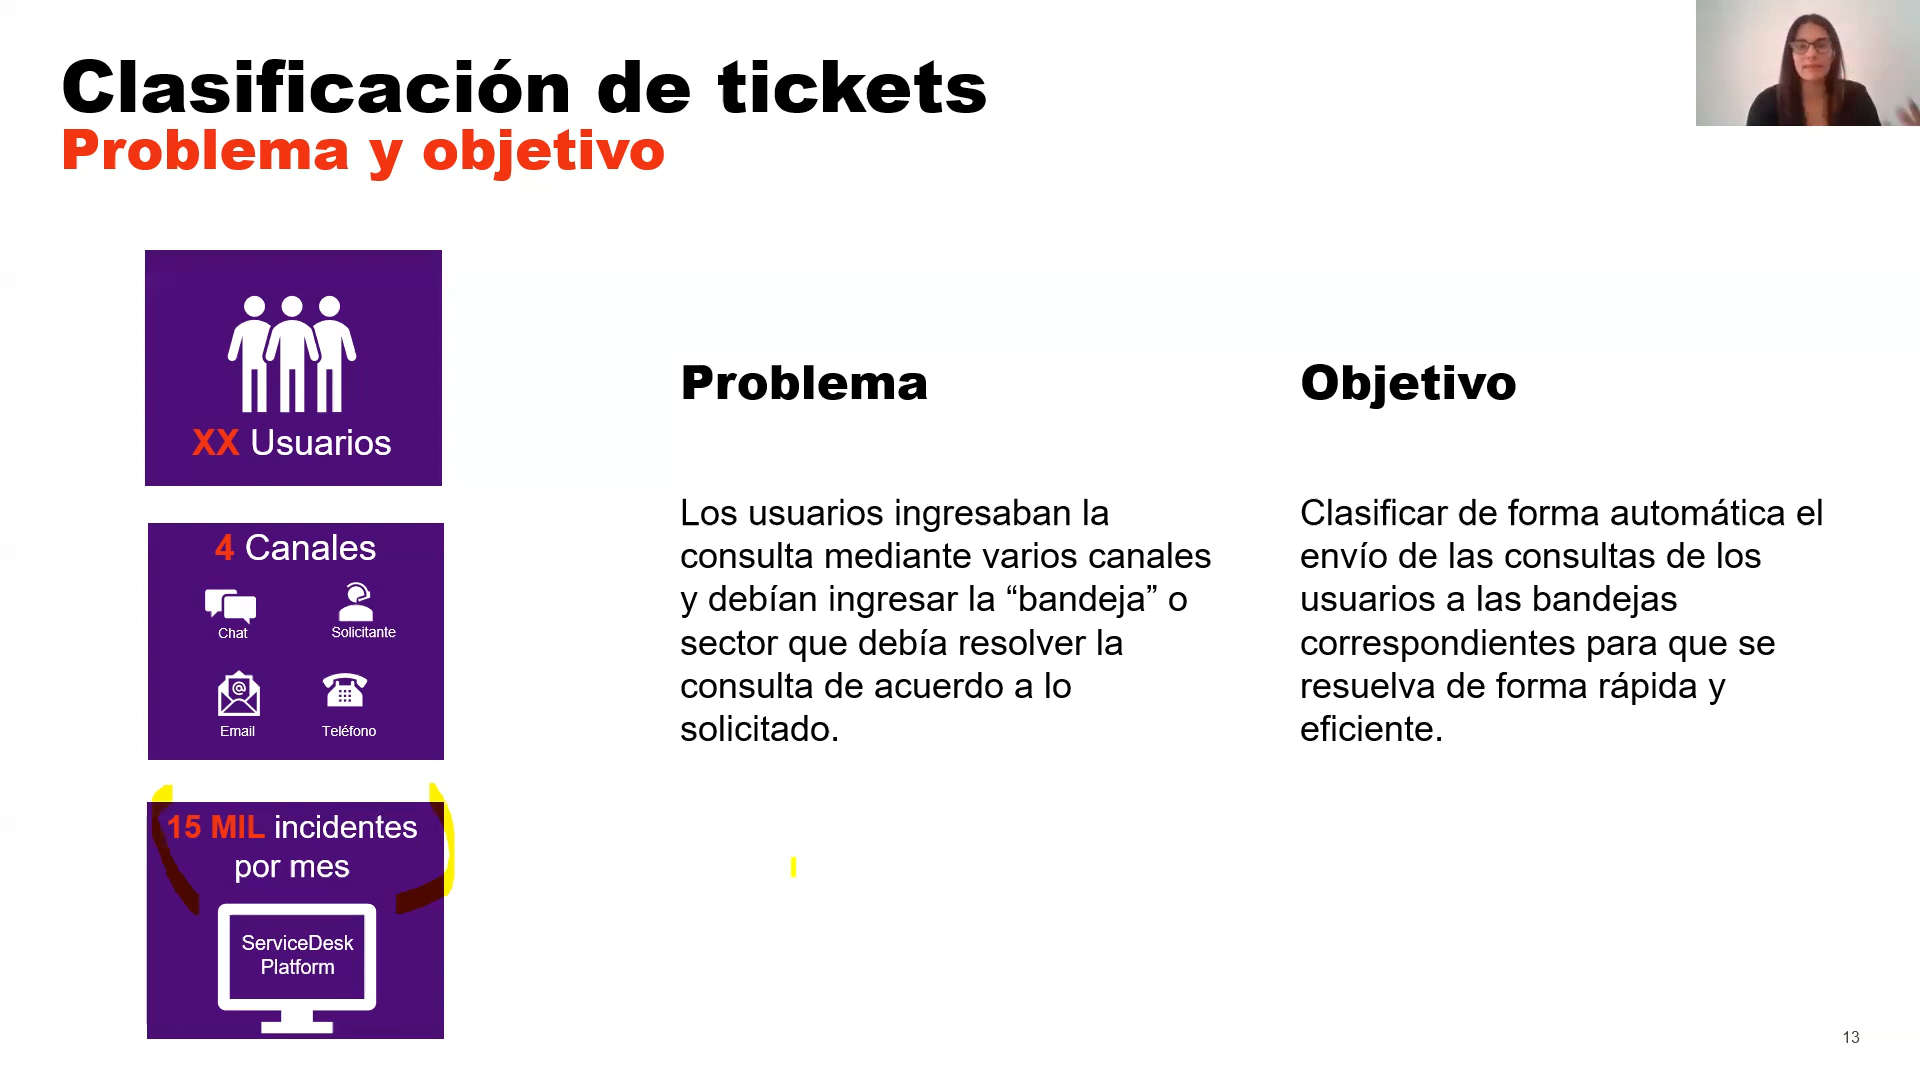 Clasificación de tickets
Problema y objetivo
XX Usuarios
4 Canales
Chat
Solicitante
Email
Teléfono
15 MIL incidentes
por mes
ServiceDesk
Platform
Problema
Los usuarios ingresaban la
consulta mediante varios canales
y debían ingresar la “bandeja” o
sector que debía resolver la
consulta de acuerdo a lo
solicitado.
Objetivo
Clasificar de forma automática el
envío de las consultas de los
usuarios a las bandejas
correspondientes para que se
resuelva de forma rápida y
eficiente.
13